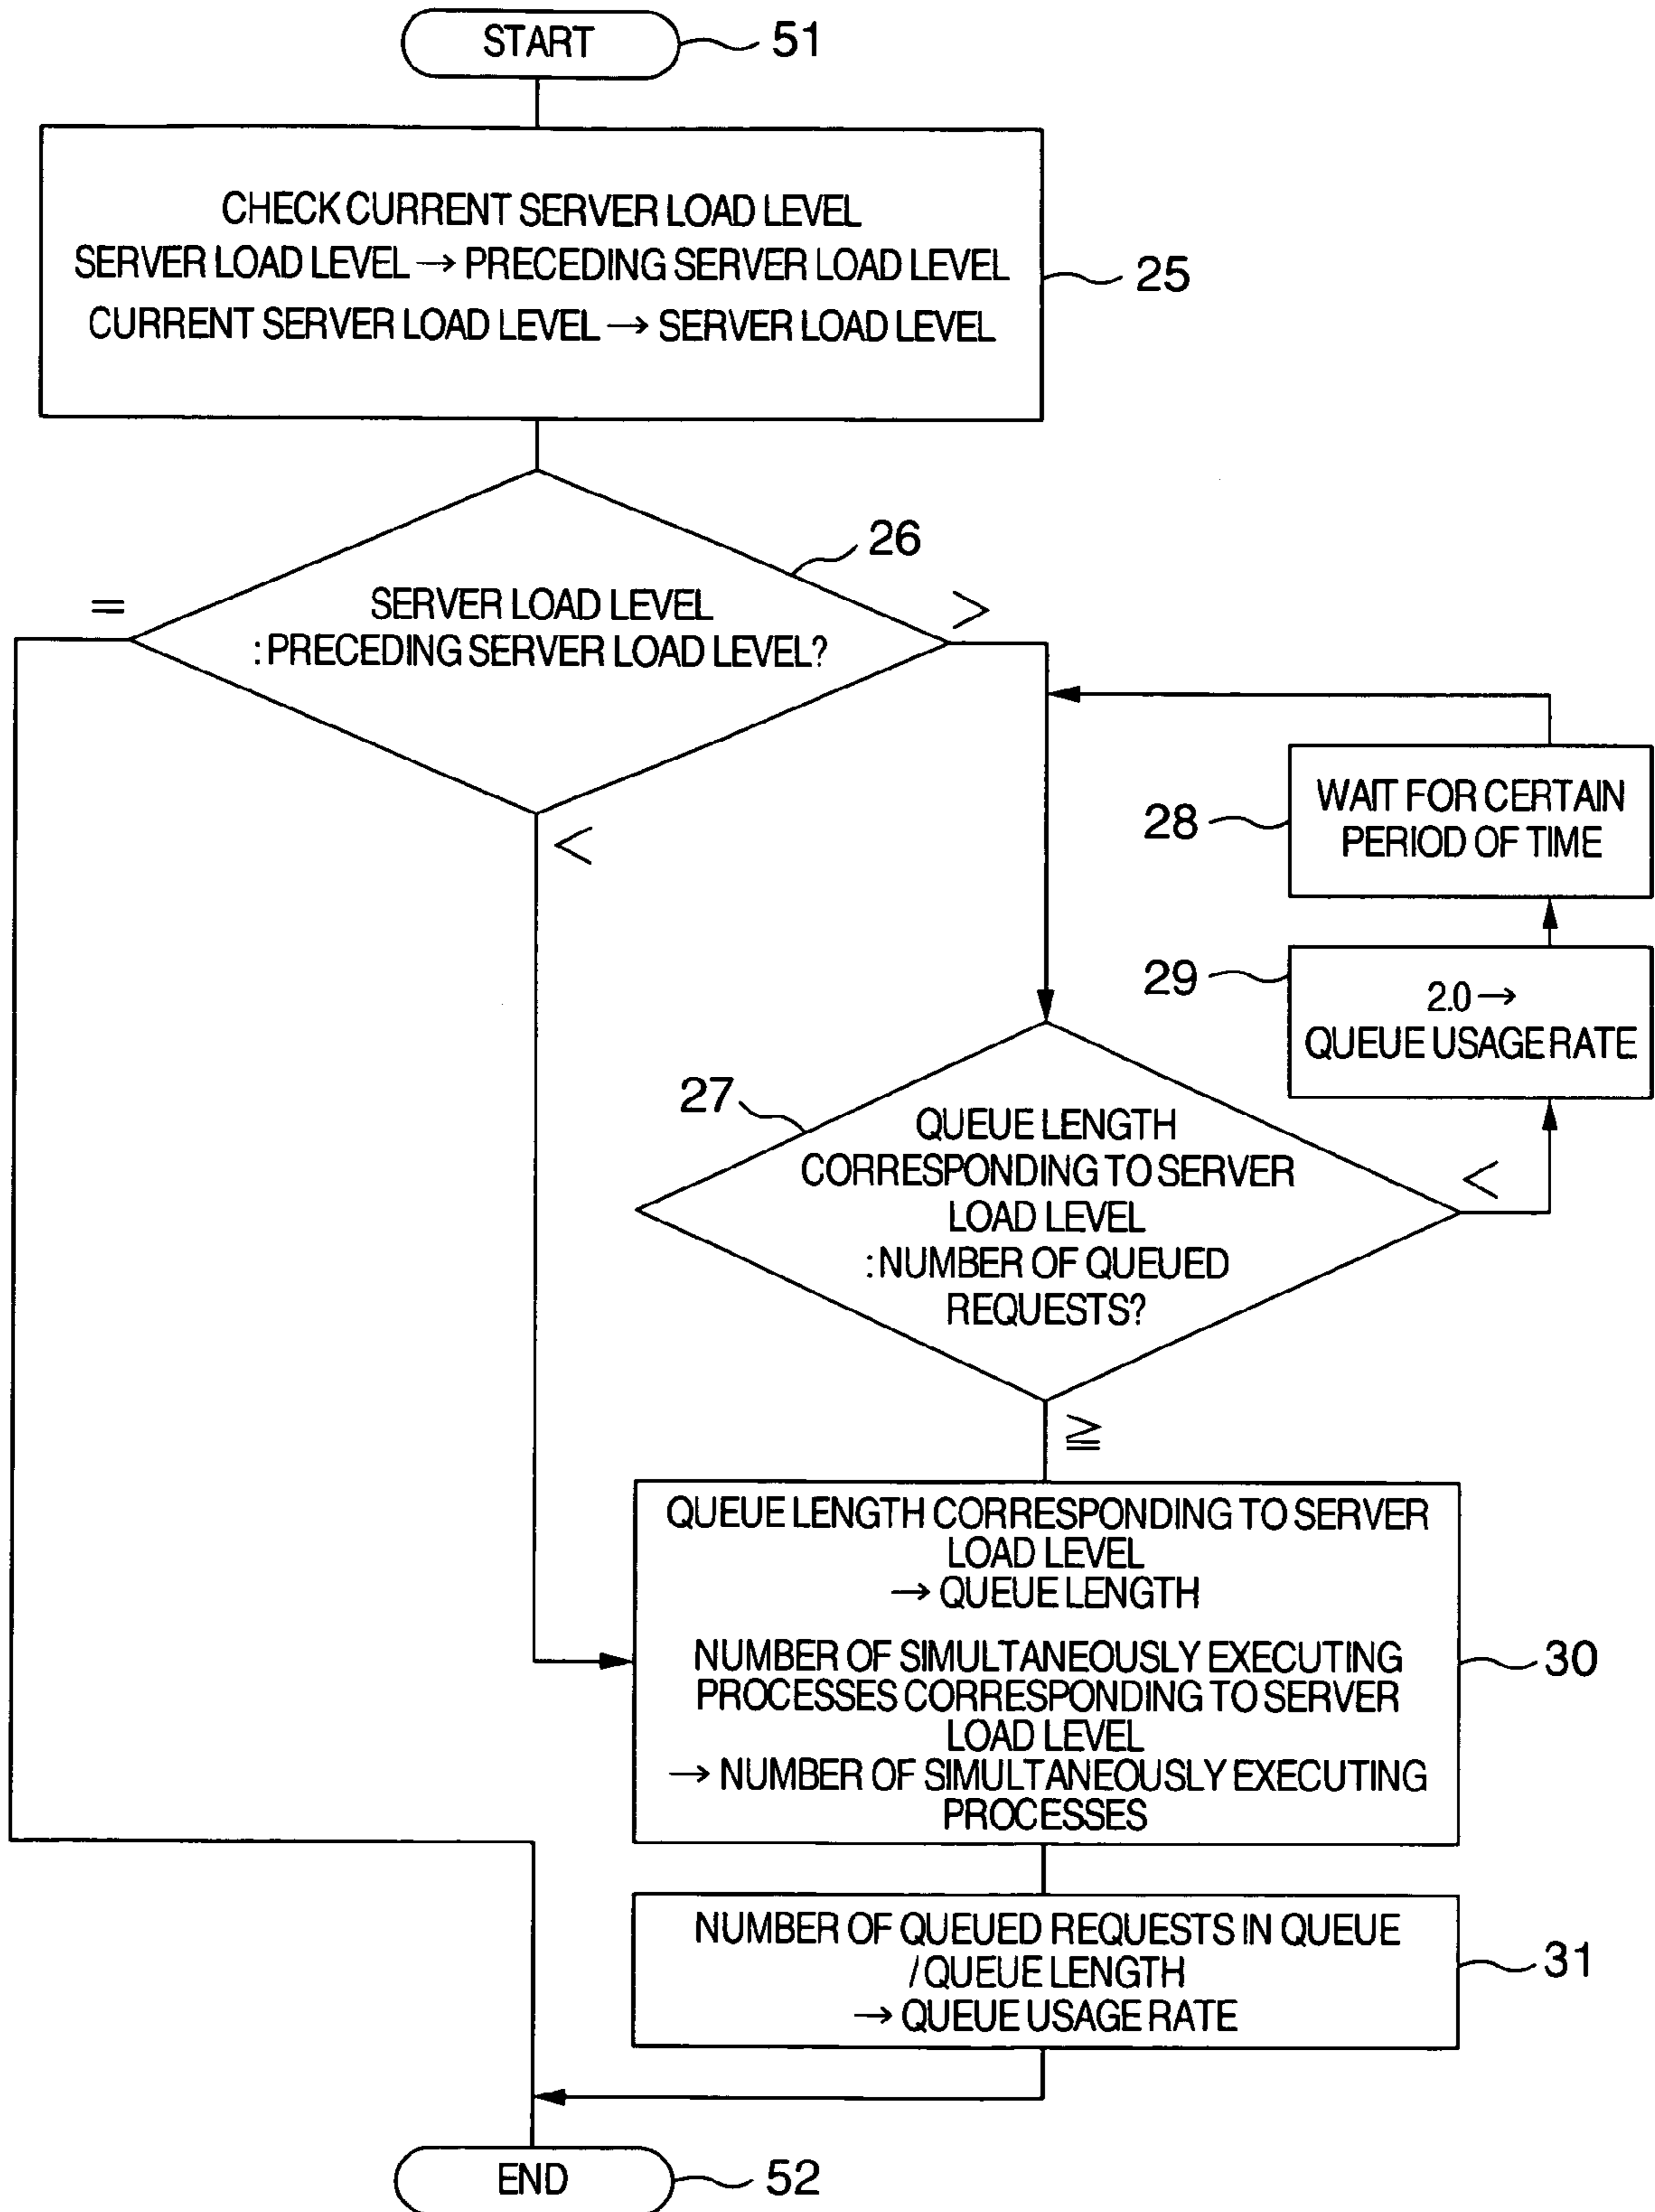 START
51
CHECK CURRENT SERVER LOAD LEVEL
SERVER LOAD LEVEL → PRECEDING SERVER LOAD LEVEL
CURRENT SERVER LOAD LEVEL → SERVER LOAD LEVEL
25
26
SERVER LOAD LEVEL
:PRECEDING SERVER LOAD LEVEL?
=
>
<
WAIT FOR CERTAIN
PERIOD OF TIME
28
2.0 →
QUEUE USAGE RATE
29
27
QUEUE LENGTH
CORRESPONDING TO SERVER
LOAD LEVEL
:NUMBER OF QUEUED
REQUESTS?
<
≧
QUEUE LENGTH CORRESPONDING TO SERVER
LOAD LEVEL
→ QUEUE LENGTH
NUMBER OF SIMULTANEOUSLY EXECUTING
PROCESSES CORRESPONDING TO SERVER
LOAD LEVEL
→ NUMBER OF SIMULTANEOUSLY EXECUTING
PROCESSES
30
NUMBER OF QUEUED REQUESTS IN QUEUE
/QUEUE LENGTH
→ QUEUE USAGE RATE
31
END
52